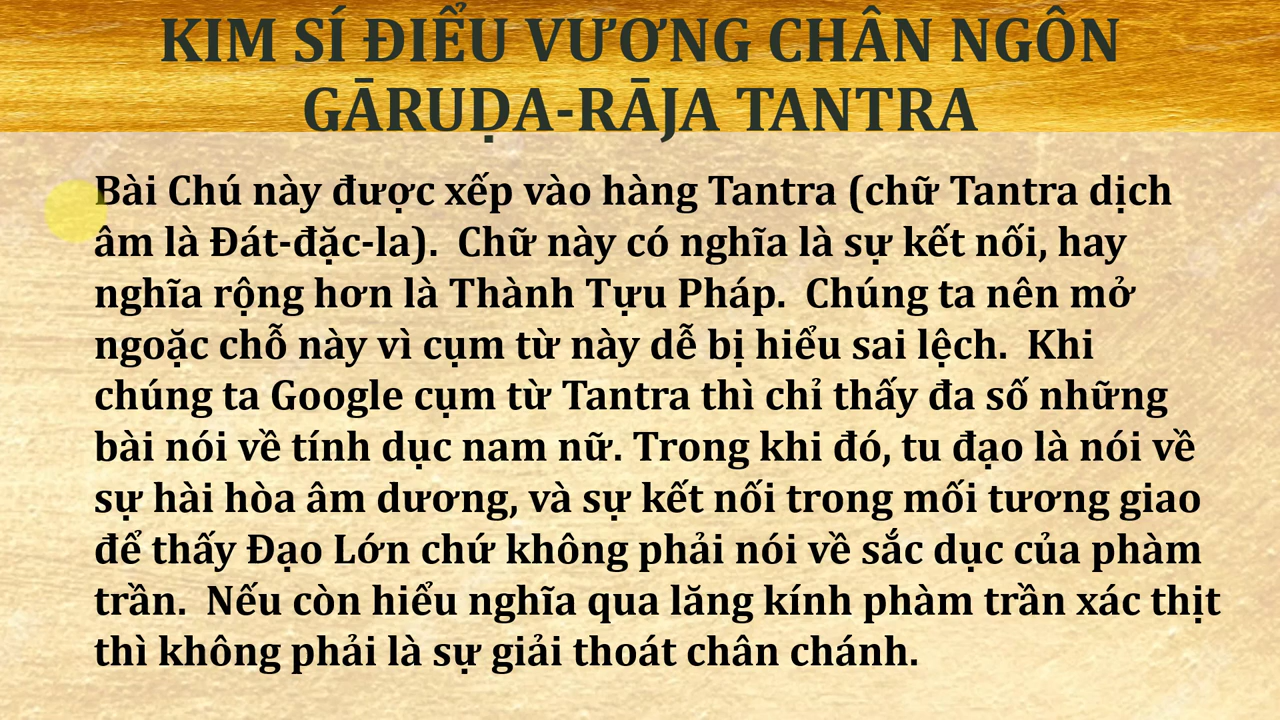 KIM SÍ ĐIỂU VƯƠNG CHÂN NGÔN
GĀRUḌA-RĀJA TANTRA
Bài Chú này được xếp vào hàng Tantra (chữ Tantra dịch
âm là Đát-đặc-la).  Chữ này có nghĩa là sự kết nối, hay
nghĩa rộng hơn là Thành Tựu Pháp.  Chúng ta nên mở
ngoặc chỗ này vì cụm từ này dễ bị hiểu sai lệch.  Khi
chúng ta Google cụm từ Tantra thì chỉ thấy đa số những
bài nói về tính dục nam nữ. Trong khi đó, tu đạo là nói về
sự hài hòa âm dương, và sự kết nối trong mối tương giao
để thấy Đạo Lớn chứ không phải nói về sắc dục của phàm
trần.  Nếu còn hiểu nghĩa qua lăng kính phàm trần xác thịt
thì không phải là sự giải thoát chân chánh.